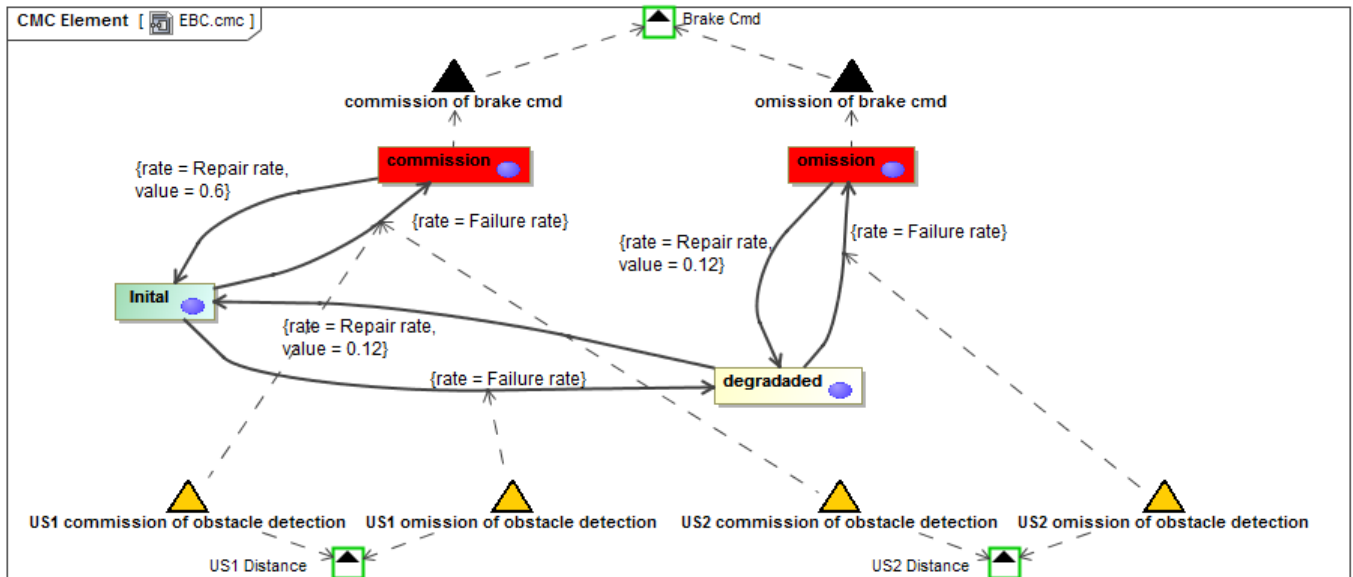 CMC Element [ EBC.cmc ]
Brake Cmd
commission of brake cmd
omission of brake cmd
commission
omission
{rate = Repair rate,
value = 0.6}
{rate = Failure rate}
{rate = Failure rate}
{rate = Repair rate,
value = 0.12}
Inital
{rate = Repair rate,
value = 0.12}
{rate = Failure rate}
degradaded
US1 commission of obstacle detection
US1 omission of obstacle detection
US2 commission of obstacle detection
US2 omission of obstacle detection
US1 Distance
US2 Distance